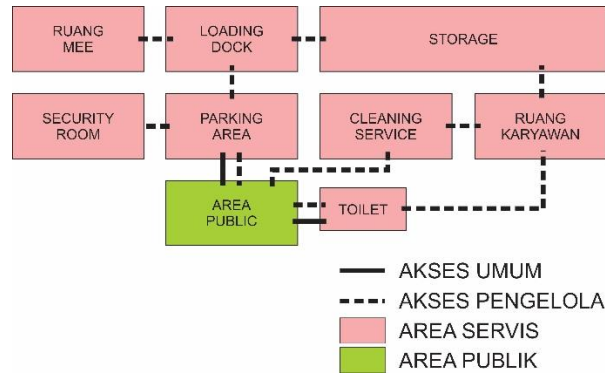 RUANG
MEE
LOADING
DOCK
STORAGE
SECURITY
ROOM
PARKING
AREA
CLEANING
SERVICE
RUANG
KARYAWAN
AREA
PUBLIC
TOILET
AKSES UMUM
AKSES PENGELOLA
AREA SERVIS
AREA PUBLIK